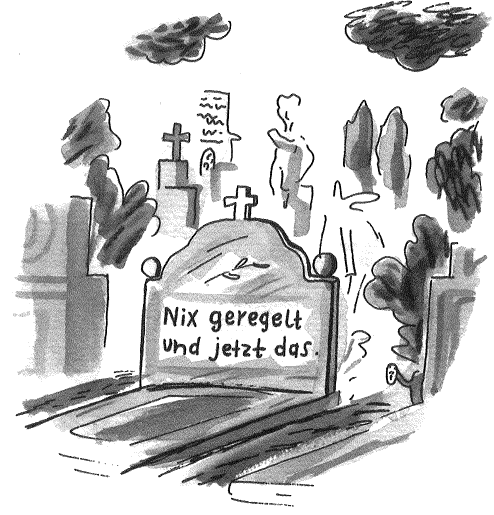 Nix geregelt
und jetzt das.